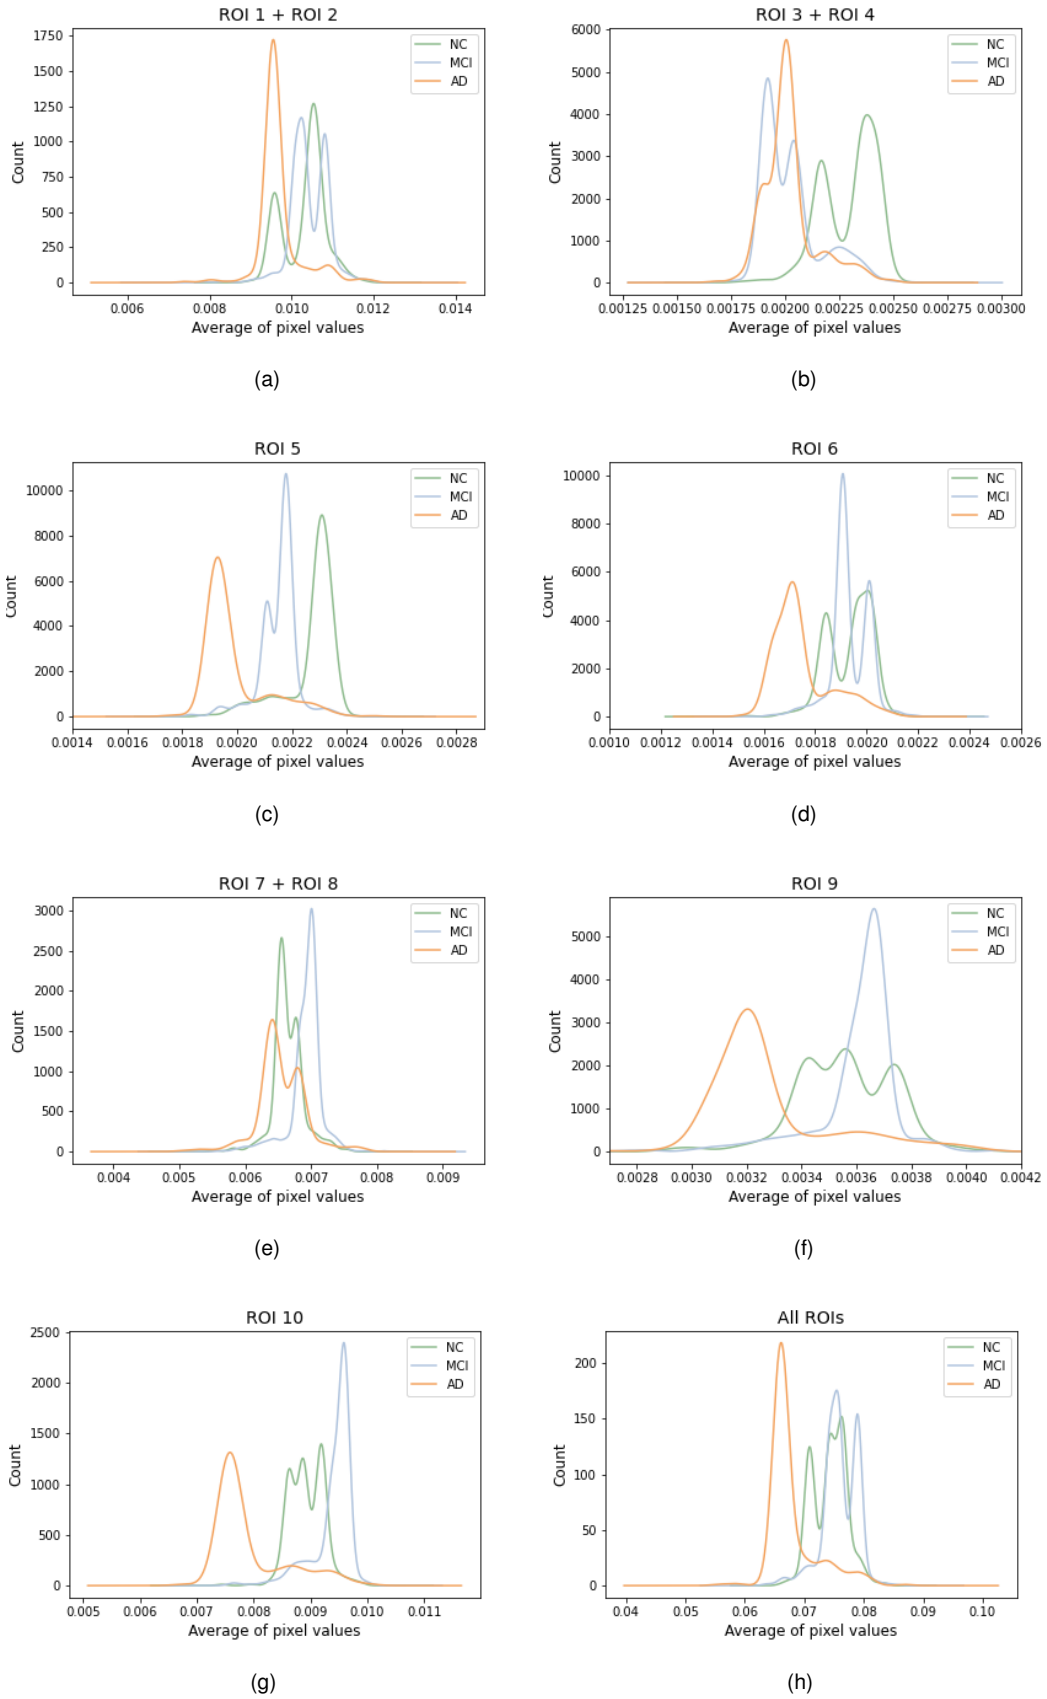 ROI 1 + ROI 2
1750
1500
1250
1000
750
500
250
0
Count
NC
MCI
AD
0.006 0.008 0.010 0.012 0.014
Average of pixel values
(a)
ROI 3 + ROI 4
6000
5000
4000
3000
2000
1000
0
Count
NC
MCI
AD
0.00125 0.00150 0.00175 0.00200 0.00225 0.00250 0.00275 0.00300
Average of pixel values
(b)
ROI 5
10000
8000
6000
4000
2000
0
Count
NC
MCI
AD
0.0014 0.0016 0.0018 0.0020 0.0022 0.0024 0.0026 0.0028
Average of pixel values
(c)
ROI 6
10000
8000
6000
4000
2000
0
Count
NC
MCI
AD
0.0010 0.0012 0.0014 0.0016 0.0018 0.0020 0.0022 0.0024 0.0026
Average of pixel values
(d)
ROI 7 + ROI 8
3000
2500
2000
1500
1000
500
0
Count
NC
MCI
AD
0.004 0.005 0.006 0.007 0.008 0.009
Average of pixel values
(e)
ROI 9
5000
4000
3000
2000
1000
0
Count
NC
MCI
AD
0.0028 0.0030 0.0032 0.0034 0.0036 0.0038 0.0040 0.0042
Average of pixel values
(f)
ROI 10
2500
2000
1500
1000
500
0
Count
NC
MCI
AD
0.005 0.006 0.007 0.008 0.009 0.010 0.011
Average of pixel values
(g)
All ROIs
200
150
100
50
0
Count
NC
MCI
AD
0.04 0.05 0.06 0.07 0.08 0.09 0.10
Average of pixel values
(h)